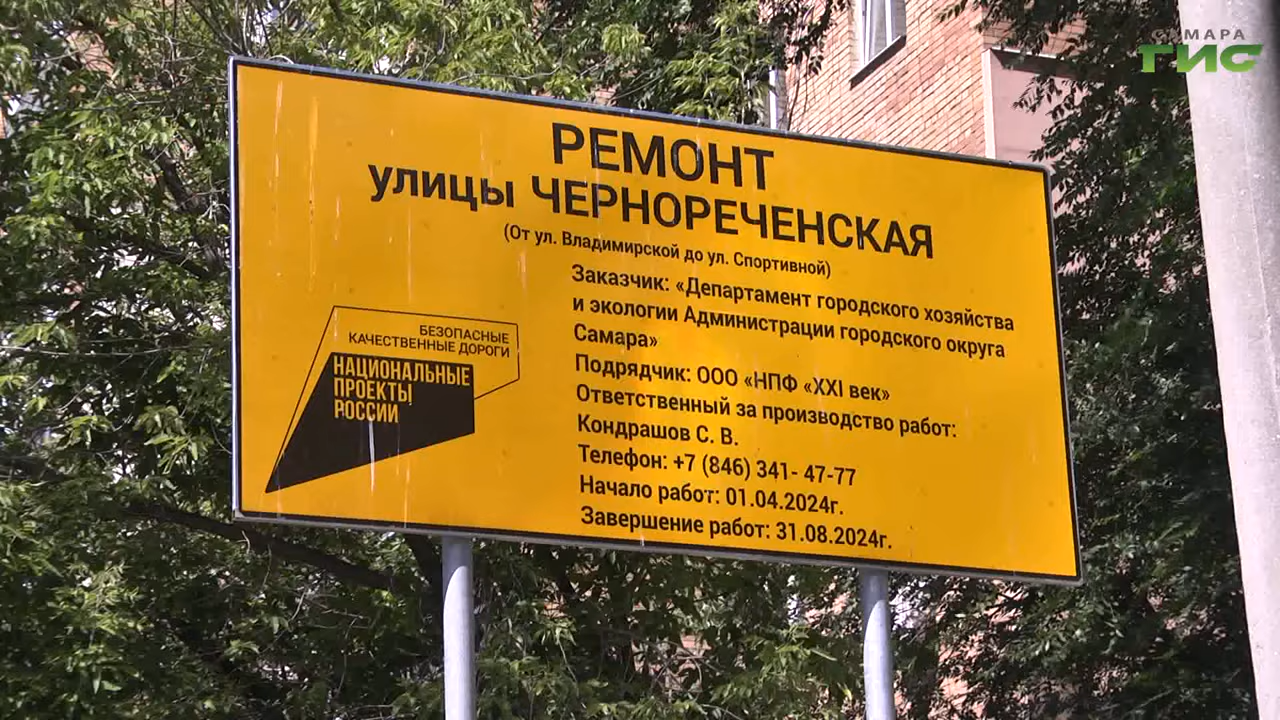 САМАРА
ГИС
РЕМОНТ
улицы ЧЕРНОРЕЧЕНСКАЯ
(От ул. Владимирской до ул. Спортивной)
Заказчик: «Департамент городского хозяйства
и экологии Администрации городского округа
Самара»
Подрядчик: ООО «НПФ «XXI век»
Ответственный за производство работ:
Кондрашов С. В.
Телефон: +7 (846) 341- 47-77
Начало работ: 01.04.2024г.
Завершение работ: 31.08.2024г.
БЕЗОПАСНЫЕ
КАЧЕСТВЕННЫЕ ДОРОГИ
НАЦИОНАЛЬНЫЕ
ПРОЕКТЫ
РОССИИ